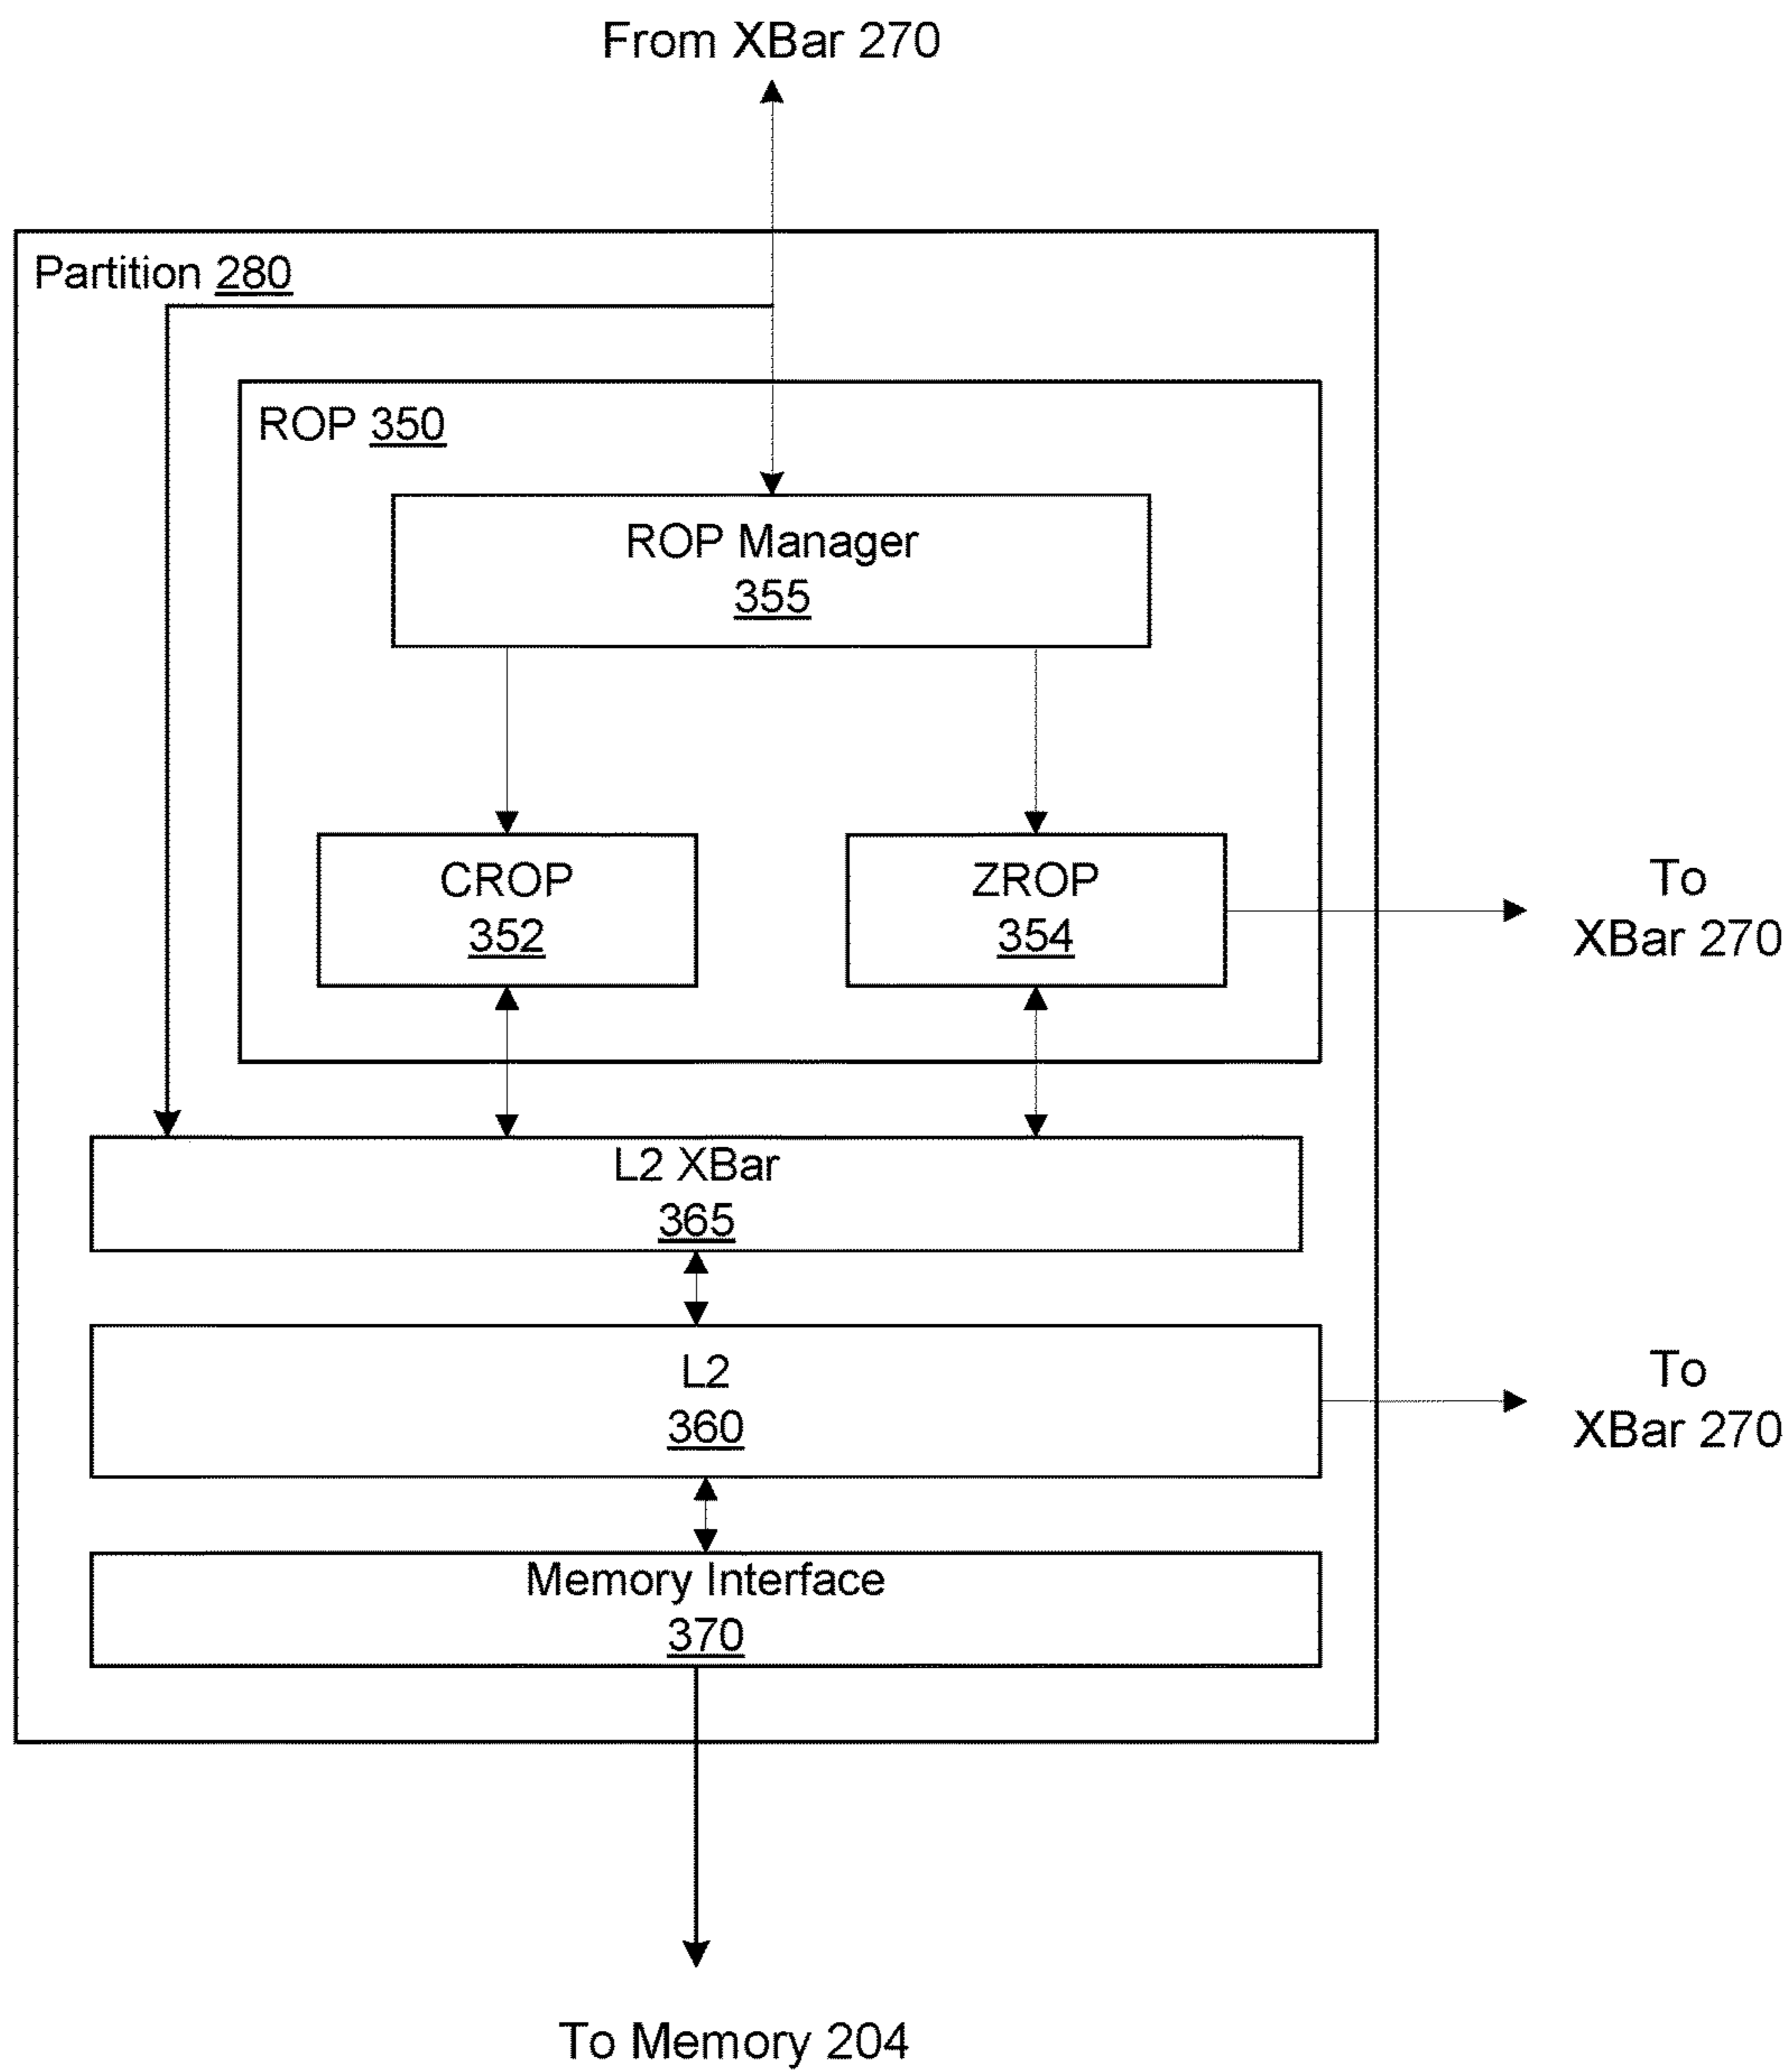 From XBar 270
Partition 280
ROP 350
ROP Manager
355
CROP
352
ZROP
354
To
XBar 270
L2 XBar
365
L2
360
To
XBar 270
Memory Interface
370
To Memory 204